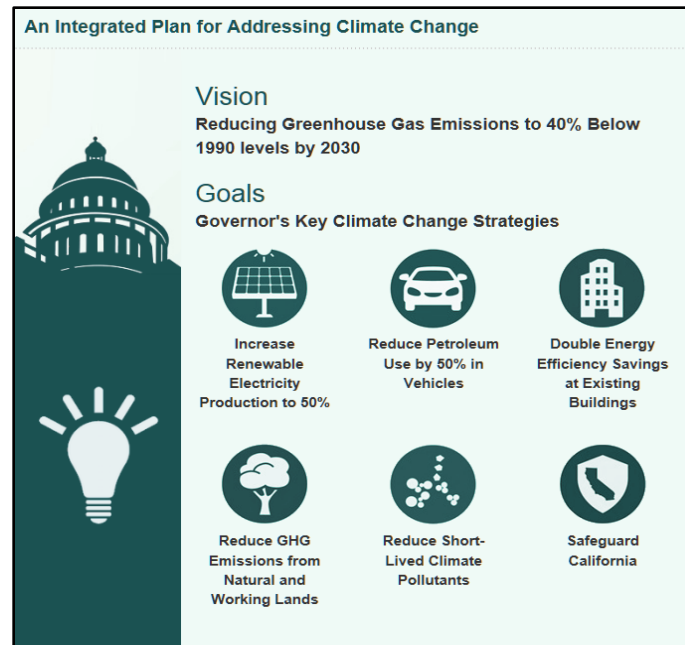 An Integrated Plan for Addressing Climate Change
Vision
Reducing Greenhouse Gas Emissions to 40% Below
1990 levels by 2030
Goals
Governor's Key Climate Change Strategies
Increase
Renewable
Electricity
Production to 50%
Reduce Petroleum
Use by 50% in
Vehicles
Double Energy
Efficiency Savings
at Existing
Buildings
Reduce GHG
Emissions from
Natural and
Working Lands
Reduce Short-
Lived Climate
Pollutants
Safeguard
California